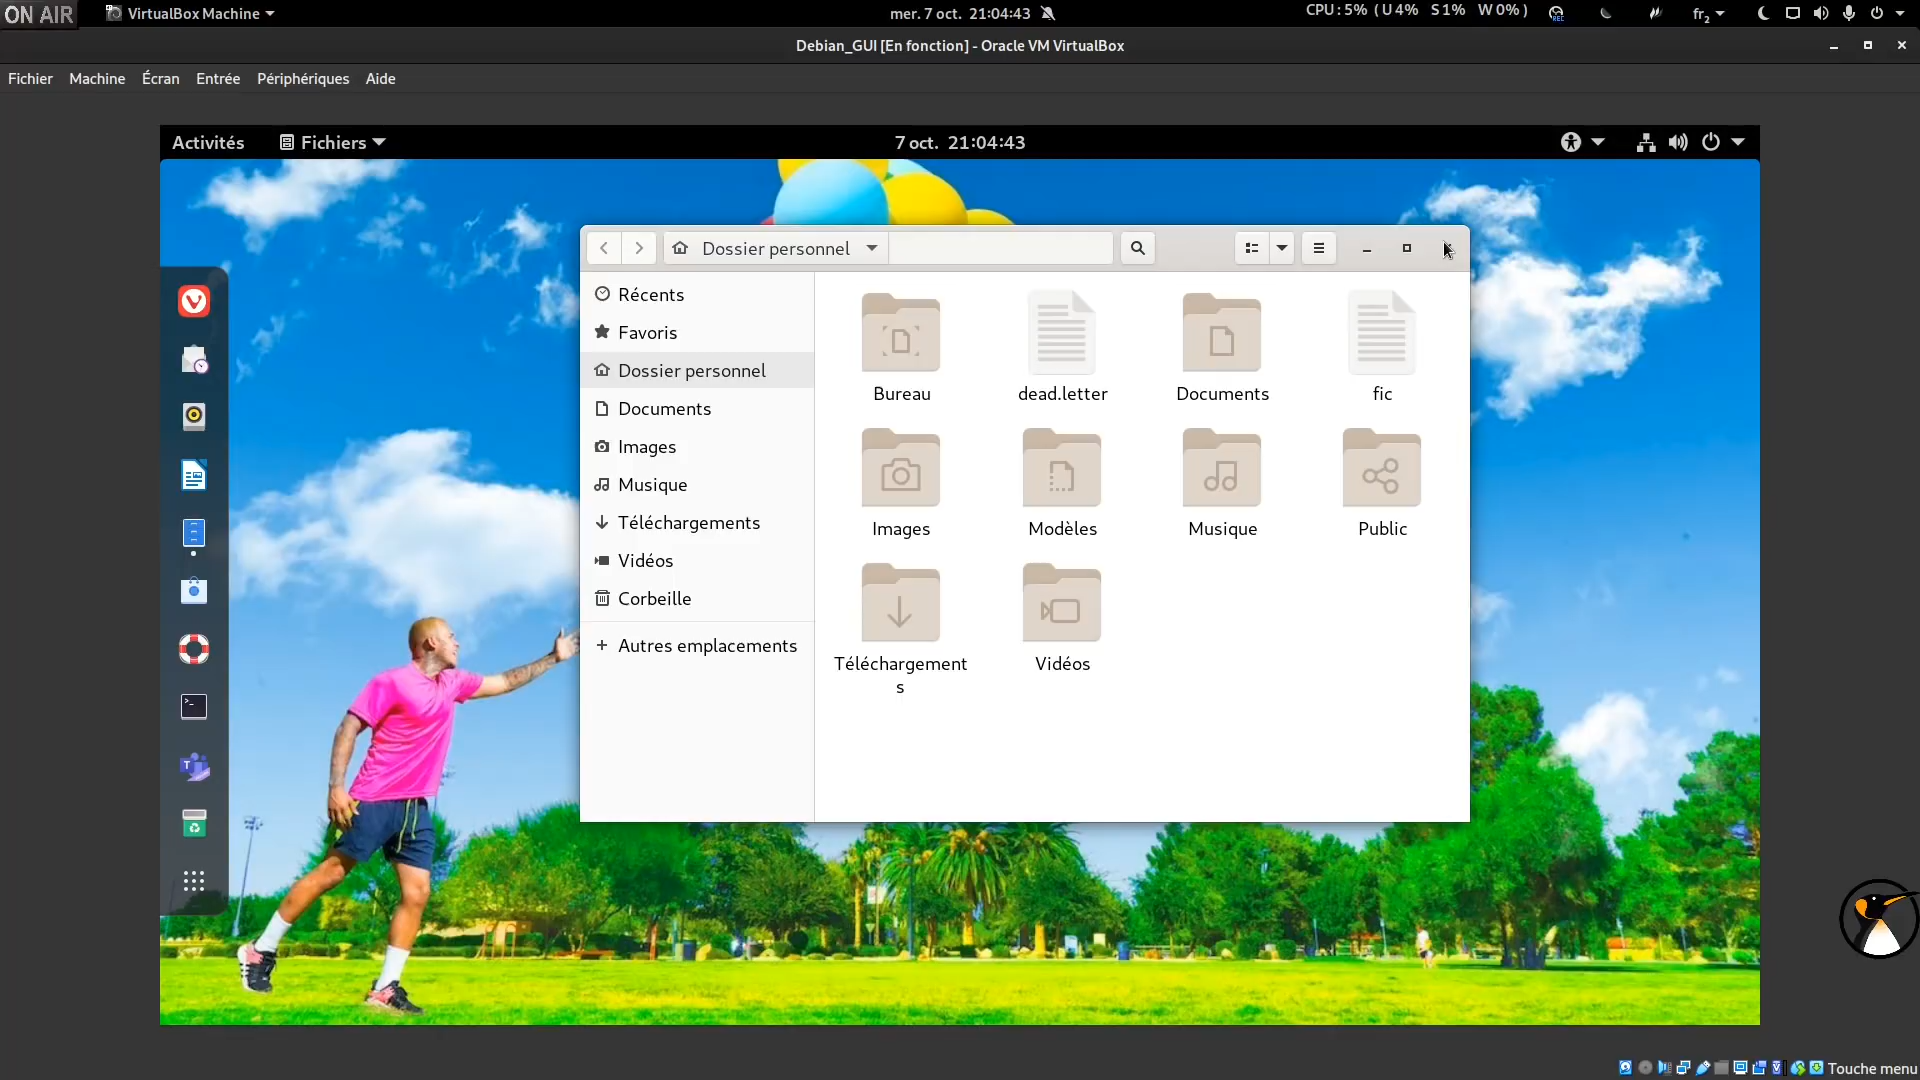 ON AIR
VirtualBox Machine
mer. 7 oct. 21:04:43
CPU : 5% ( U 4% S 1% W 0% )
REC
fr₂
Debian_GUI [En fonction] - Oracle VM VirtualBox
Fichier Machine Écran Entrée Périphériques Aide
Activités
Fichiers
7 oct. 21:04:43
Dossier personnel
Récents
Favoris
Dossier personnel
Documents
Images
Musique
Téléchargements
Vidéos
Corbeille
+ Autres emplacements
Bureau
dead.letter
Documents
fic
Images
Modèles
Musique
Public
Téléchargement
s
Vidéos
Touche menu